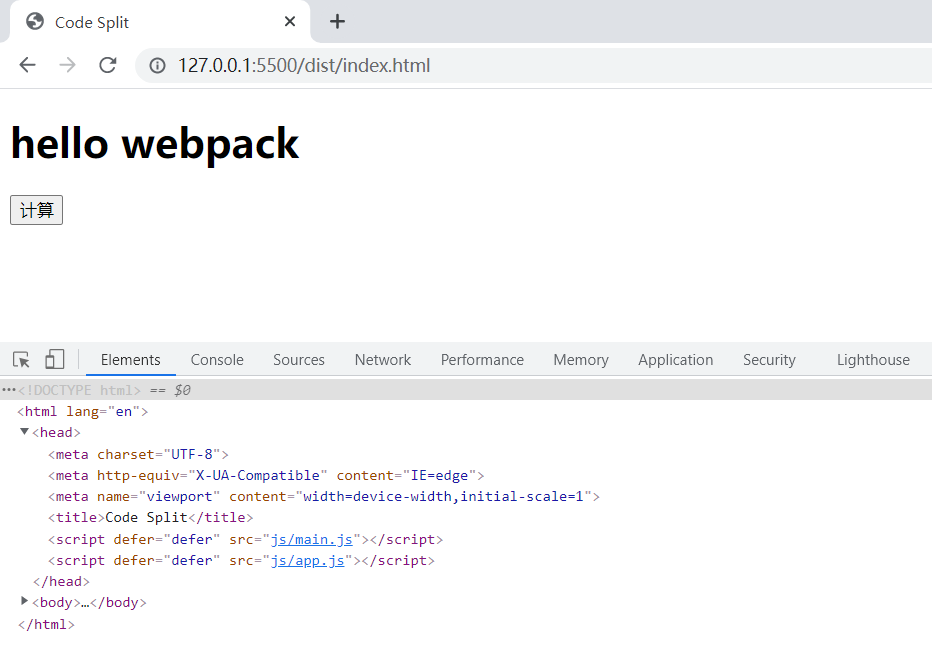 Code Split
127.0.0.1:5500/dist/index.html
hello webpack
计算
Elements Console Sources Network Performance Memory Application Security Lighthouse
<!DOCTYPE html> == $0
<html lang="en">
<head>
<meta charset="UTF-8">
<meta http-equiv="X-UA-Compatible" content="IE=edge">
<meta name="viewport" content="width=device-width,initial-scale=1">
<title>Code Split</title>
<script defer="defer" src="js/main.js"></script>
<script defer="defer" src="js/app.js"></script>
</head>
<body>…</body>
</html>